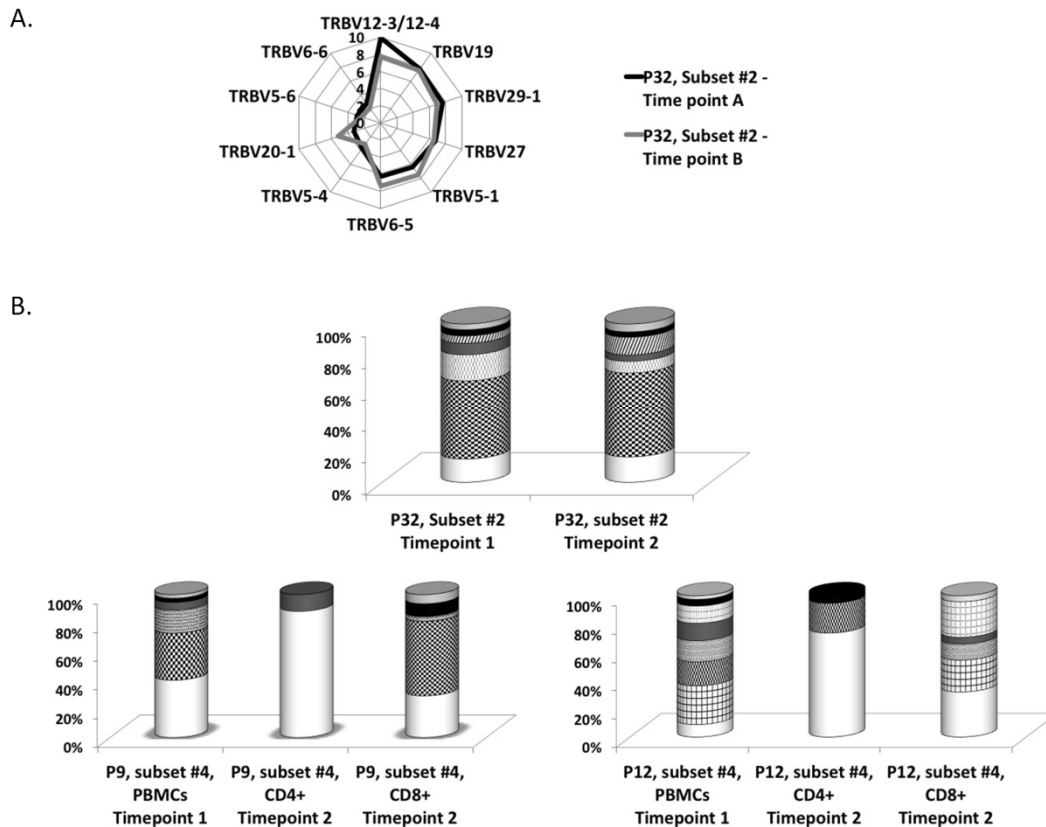 A.
TRBV12-3/12-4
TRBV6-6
TRBV19
TRBV5-6
TRBV29-1
TRBV20-1
TRBV27
TRBV5-4
TRBV5-1
TRBV6-5
10
8
6
4
2
0
P32, Subset #2 -
Time point A
P32, Subset #2 -
Time point B
B.
100%
80%
60%
40%
20%
0%
P32, Subset #2
Timepoint 1
P32, subset #2
Timepoint 2
100%
80%
60%
40%
20%
0%
P9, subset #4,
PBMCs
Timepoint 1
P9, subset #4,
CD4+
Timepoint 2
P9, subset #4,
CD8+
Timepoint 2
100%
80%
60%
40%
20%
0%
P12, subset #4,
PBMCs
Timepoint 1
P12, subset #4,
CD4+
Timepoint 2
P12, subset #4,
CD8+
Timepoint 2